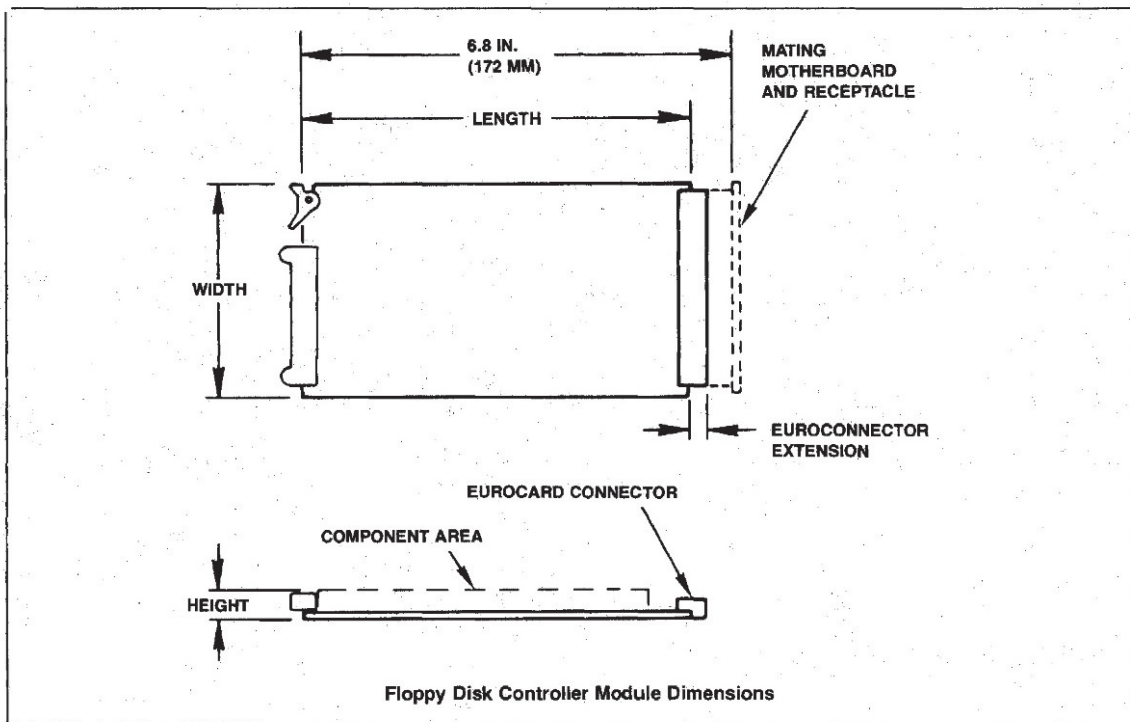 6.8 IN.
(172 MM)
MATING
MOTHERBOARD
AND RECEPTACLE
LENGTH
WIDTH
EUROCONNECTOR
EXTENSION
EUROCARD CONNECTOR
COMPONENT AREA
HEIGHT
Floppy Disk Controller Module Dimensions